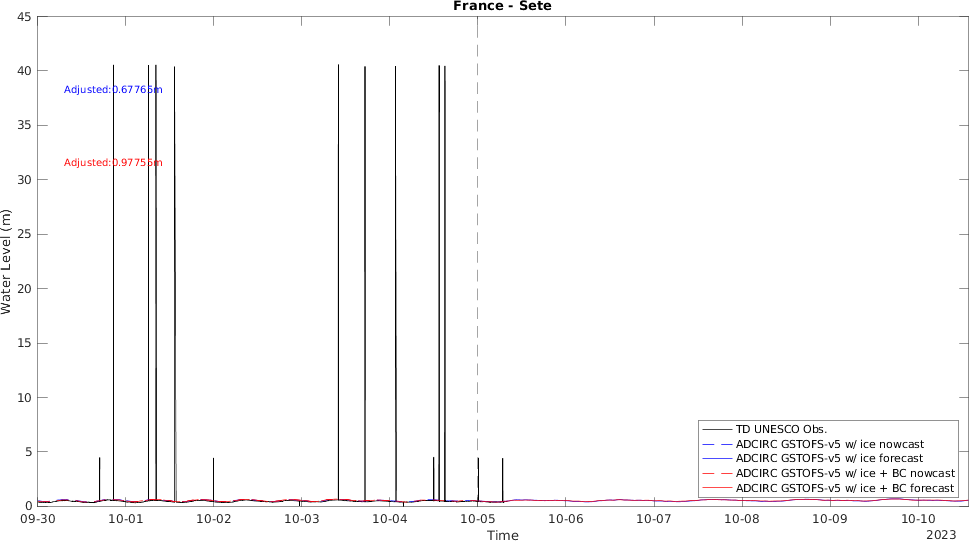 France - Sete
45
40
35
30
25
20
15
10
5
0
Water Level (m)
Adjusted:0.67765m
Adjusted:0.97755m
TD UNESCO Obs.
ADCIRC GSTOFS-v5 w/ ice nowcast
ADCIRC GSTOFS-v5 w/ ice forecast
ADCIRC GSTOFS-v5 w/ ice + BC nowcast
ADCIRC GSTOFS-v5 w/ ice + BC forecast
09-30 10-01 10-02 10-03 10-04 10-05 10-06 10-07 10-08 10-09 10-10
Time
2023